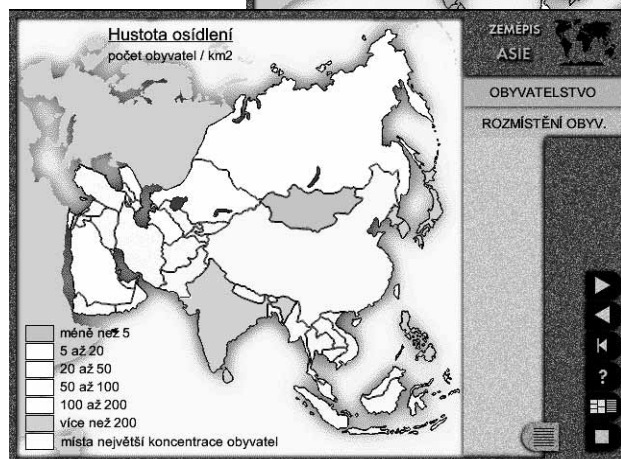 Hustota osídlení
počet obyvatel / km2
ZEMĚPIS
ASIE
OBYVATELSTVO
ROZMÍSTĚNÍ OBYV.
méně než 5
5 až 20
20 až 50
50 až 100
100 až 200
více než 200
místa největší koncentrace obyvatel
?